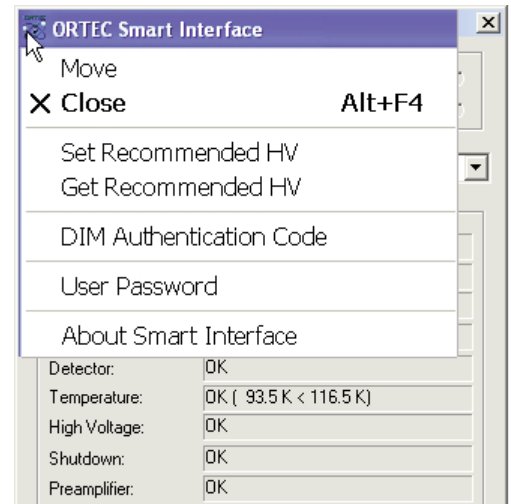 ORTEC Smart Interface
Move
Close Alt+F4
Set Recommended HV
Get Recommended HV
DIM Authentication Code
User Password
About Smart Interface
Detector: OK
Temperature: OK ( 93.5 K < 116.5 K)
High Voltage: OK
Shutdown: OK
Preamplifier: OK